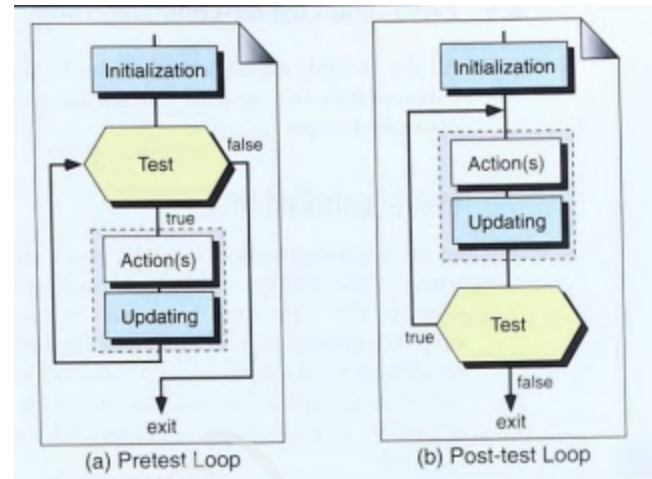 Initialization
Test
false
true
Action(s)
Updating
exit
(a) Pretest Loop
Initialization
Action(s)
Updating
Test
true
false
exit
(b) Post-test Loop